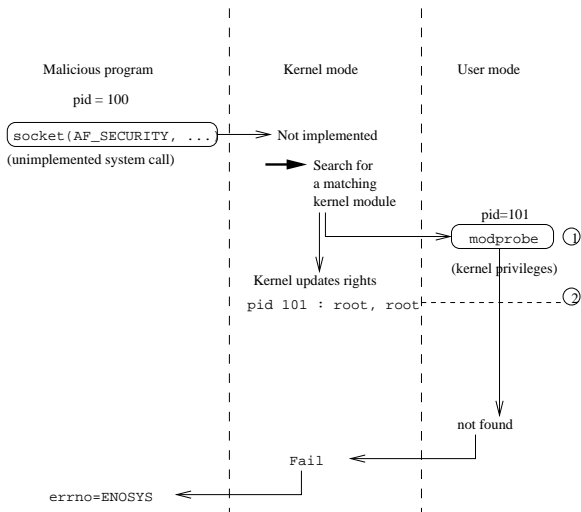 Malicious program
Kernel mode
User mode
pid = 100
socket(AF_SECURITY, ...
Not implemented
(unimplemented system call)
Search for
a matching
kernel module
pid=101
modprobe
1
(kernel privileges)
Kernel updates rights
pid 101 : root, root
2
not found
Fail
errno=ENOSYS